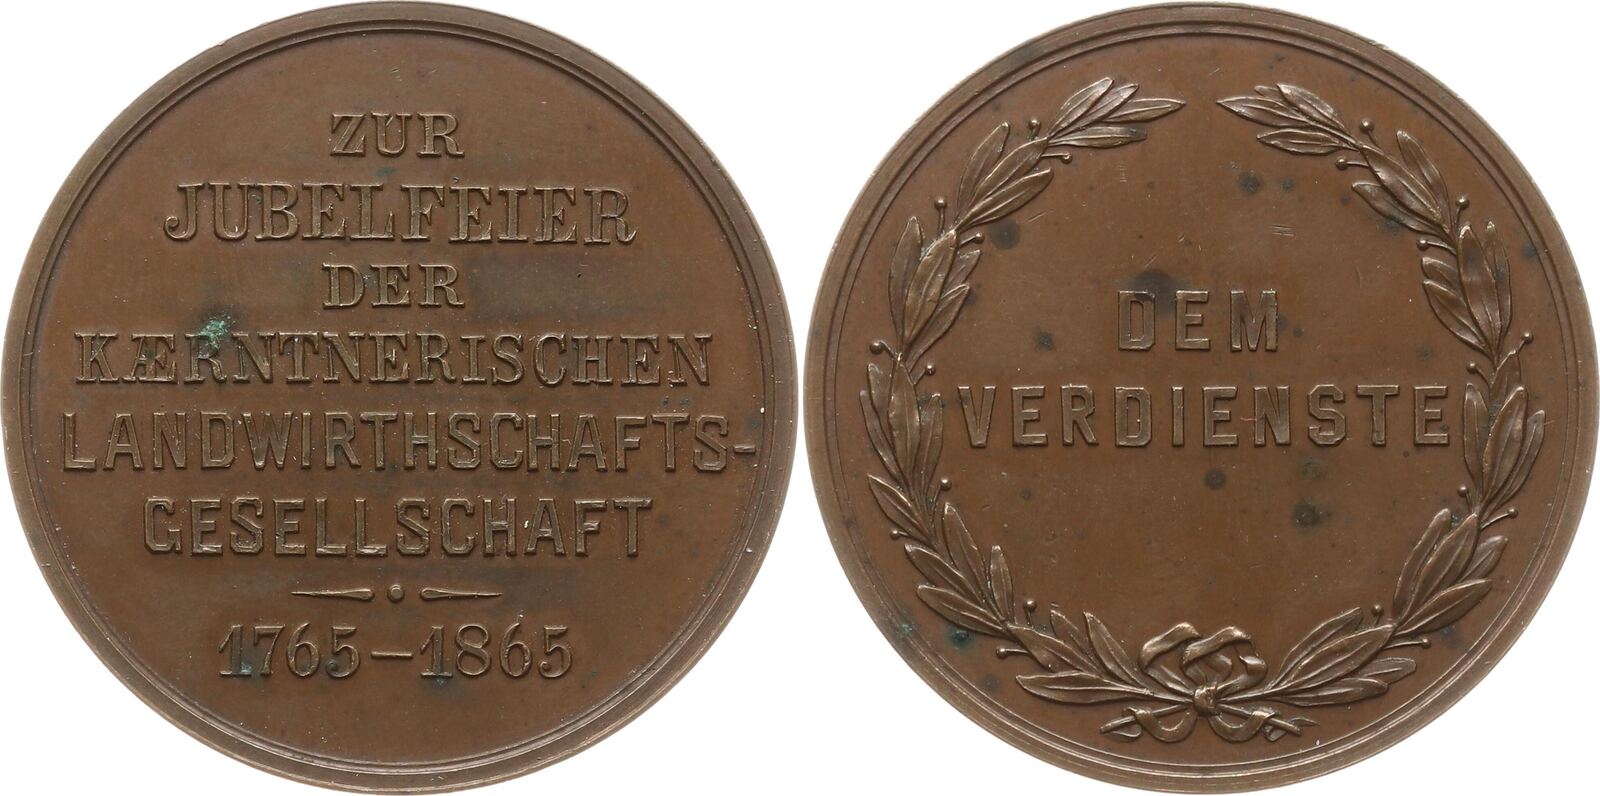 ZUR
JUBELFEIER
DER
KÆRNTNERISCHEN
LANDWIRTHSCHAFTS-
GESELLSCHAFT
1765-1865
DEM
VERDIENSTE